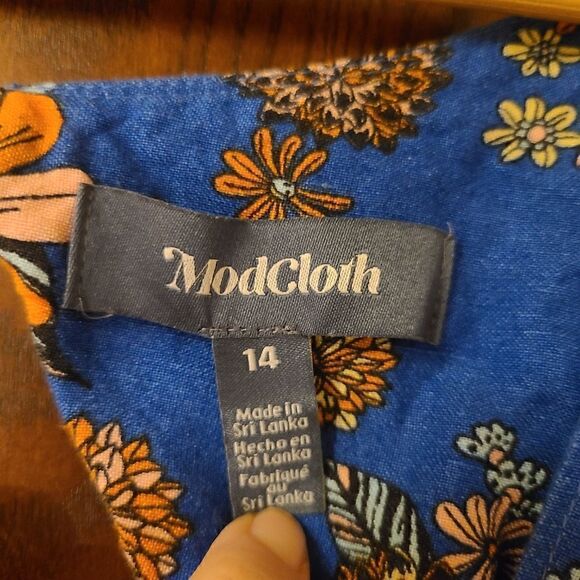 ModCloth
14
Made in
Sri Lanka
Hecho en
Sri Lanka
Fabriqué
au
Sri Lanka